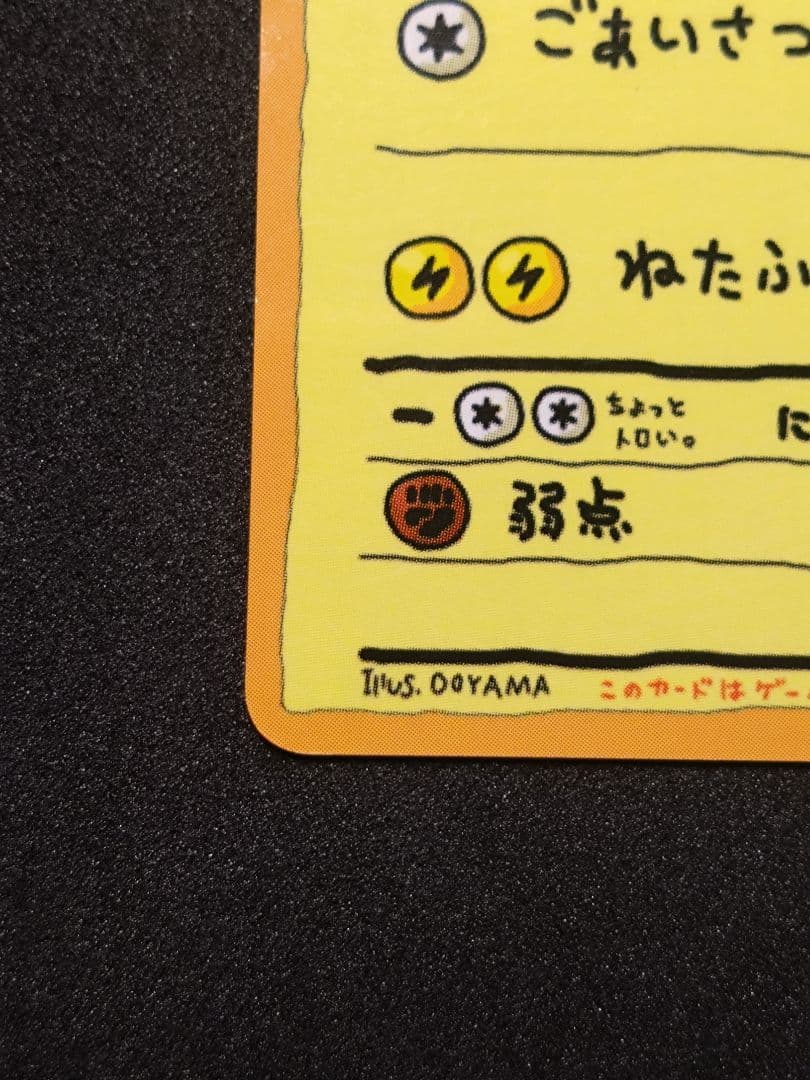 ごあいさつ
ねたふ
- ちょっと
トロい。 に
弱点
Illus. OOYAMA このカードはゲー